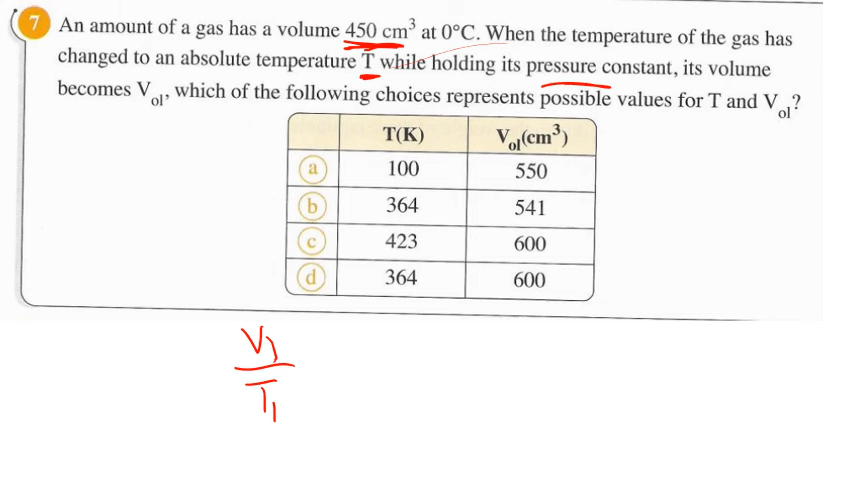 7 An amount of a gas has a volume 450 cm³ at 0°C. When the temperature of the gas has
changed to an absolute temperature T while holding its pressure constant, its volume
becomes V_ol, which of the following choices represents possible values for T and V_ol?
T(K) V_ol(cm³)
a 100 550
b 364 541
c 423 600
d 364 600
V₁
T₁